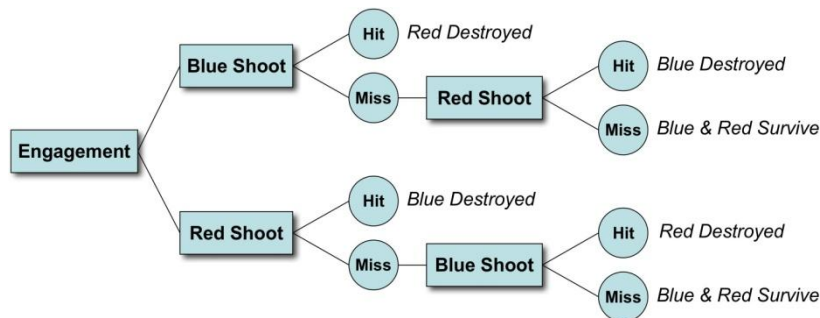 Engagement
Blue Shoot
Hit
Red Destroyed
Miss
Red Shoot
Hit
Blue Destroyed
Miss
Blue & Red Survive
Red Shoot
Hit
Blue Destroyed
Miss
Blue Shoot
Hit
Red Destroyed
Miss
Blue & Red Survive